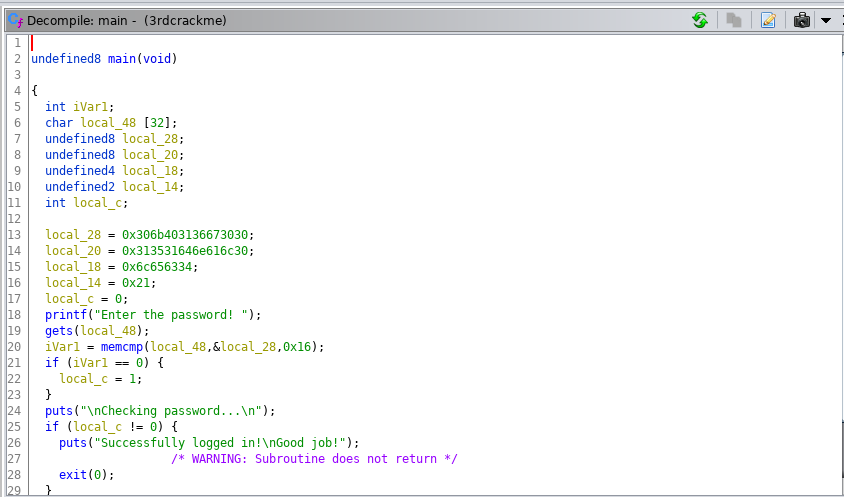 Decompile: main - (3rdcrackme)
1
2 undefined8 main(void)
3
4 {
5 int iVar1;
6 char local_48 [32];
7 undefined8 local_28;
8 undefined8 local_20;
9 undefined4 local_18;
10 undefined2 local_14;
11 int local_c;
12
13 local_28 = 0x306b403136673030;
14 local_20 = 0x313531646e616c30;
15 local_18 = 0x6c656334;
16 local_14 = 0x21;
17 local_c = 0;
18 printf("Enter the password! ");
19 gets(local_48);
20 iVar1 = memcmp(local_48,&local_28,0x16);
21 if (iVar1 == 0) {
22 local_c = 1;
23 }
24 puts("\nChecking password...\n");
25 if (local_c != 0) {
26 puts("Successfully logged in!\nGood job!");
27 /* WARNING: Subroutine does not return */
28 exit(0);
29 }